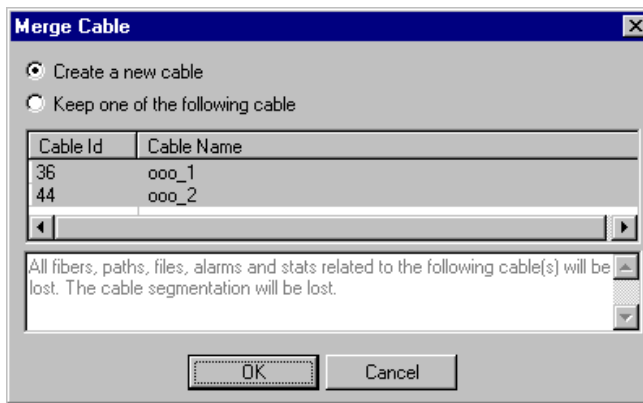 Merge Cable
Create a new cable
Keep one of the following cable
Cable Id Cable Name
36 ooo_1
44 ooo_2
All fibers, paths, files, alarms and stats related to the following cable(s) will be
lost. The cable segmentation will be lost.
OK Cancel